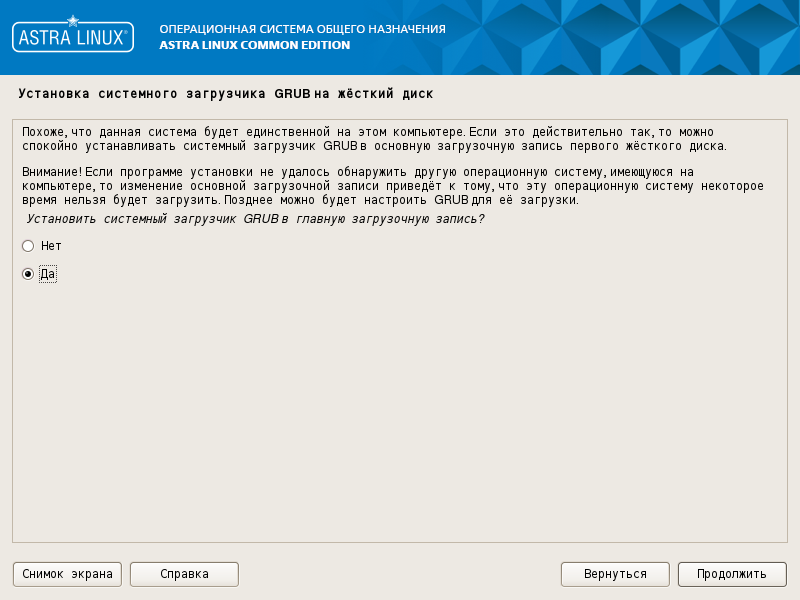 ASTRA LINUX®
ОПЕРАЦИОННАЯ СИСТЕМА ОБЩЕГО НАЗНАЧЕНИЯ
ASTRA LINUX COMMON EDITION
Установка системного загрузчика GRUB на жёсткий диск
Похоже, что данная система будет единственной на этом компьютере. Если это действительно так, то можно
спокойно устанавливать системный загрузчик GRUB в основную загрузочную запись первого жёсткого диска.
Внимание! Если программе установки не удалось обнаружить другую операционную систему, имеющуюся на
компьютере, то изменение основной загрузочной записи приведёт к тому, что эту операционную систему некоторое
время нельзя будет загрузить. Позднее можно будет настроить GRUB для её загрузки.
Установить системный загрузчик GRUB в главную загрузочную запись?
Нет
Да
Снимок экрана
Справка
Вернуться
Продолжить